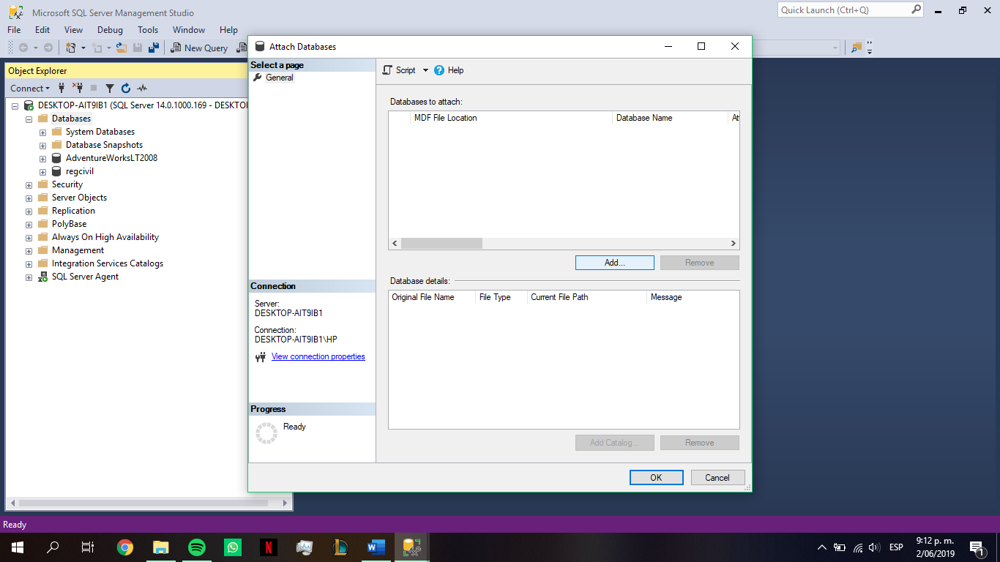 Microsoft SQL Server Management Studio
Quick Launch (Ctrl+Q)
File Edit View Debug Tools Window Help
New Query
Object Explorer
Connect
DESKTOP-AIT9IB1 (SQL Server 14.0.1000.169 - DESKTO
Databases
System Databases
Database Snapshots
AdventureWorksLT2008
regcivil
Security
Server Objects
Replication
PolyBase
Always On High Availability
Management
Integration Services Catalogs
SQL Server Agent
Attach Databases
Select a page
General
Script Help
Databases to attach:
MDF File Location Database Name At
Add... Remove
Database details:
Original File Name File Type Current File Path Message
Connection
Server:
DESKTOP-AIT9IB1
Connection:
DESKTOP-AIT9IB1\HP
View connection properties
Progress
Ready
Add Catalog... Remove
OK Cancel
Ready
ESP
9:12 p. m.
2/06/2019
1